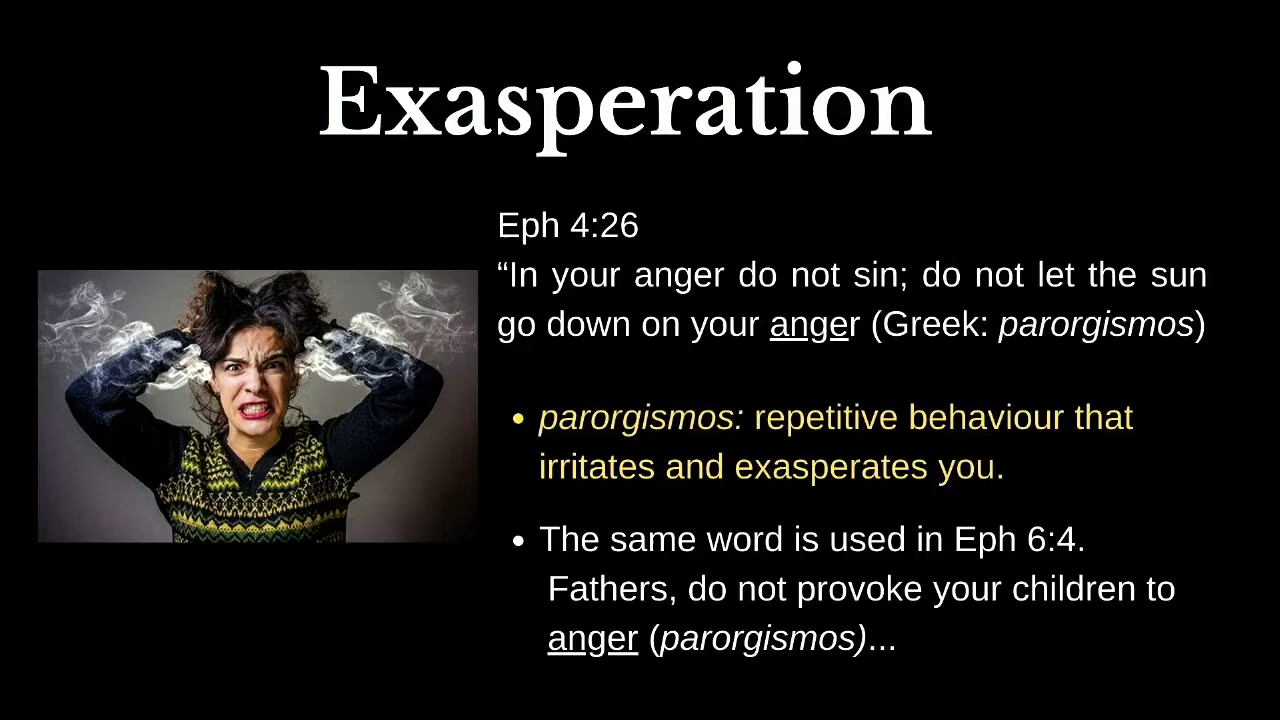 Exasperation
Eph 4:26
“In your anger do not sin; do not let the sun
go down on your anger (Greek: parorgismos)
• parorgismos: repetitive behaviour that
irritates and exasperates you.
• The same word is used in Eph 6:4.
Fathers, do not provoke your children to
anger (parorgismos)...